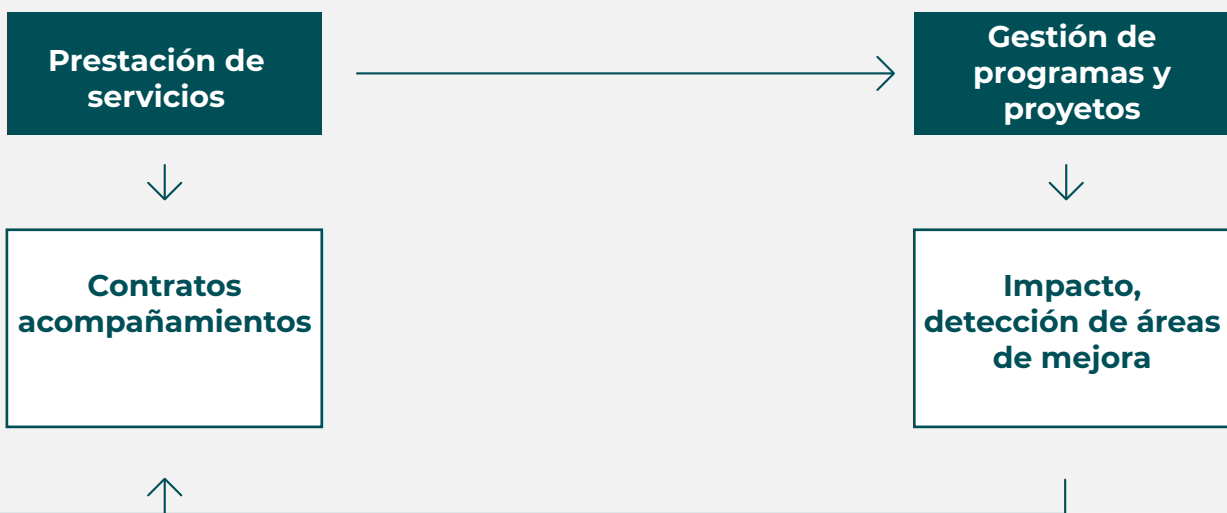 Prestación de
servicios
Gestión de
programas y
proyetos
Contratos
acompañamientos
Impacto,
detección de áreas
de mejora